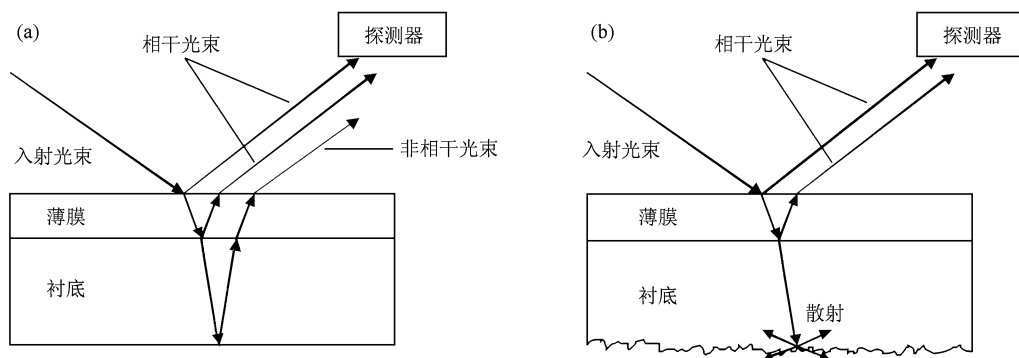 (a)
探测器
相干光束
入射光束
非相干光束
薄膜
衬底
(b)
探测器
相干光束
入射光束
薄膜
衬底
散射